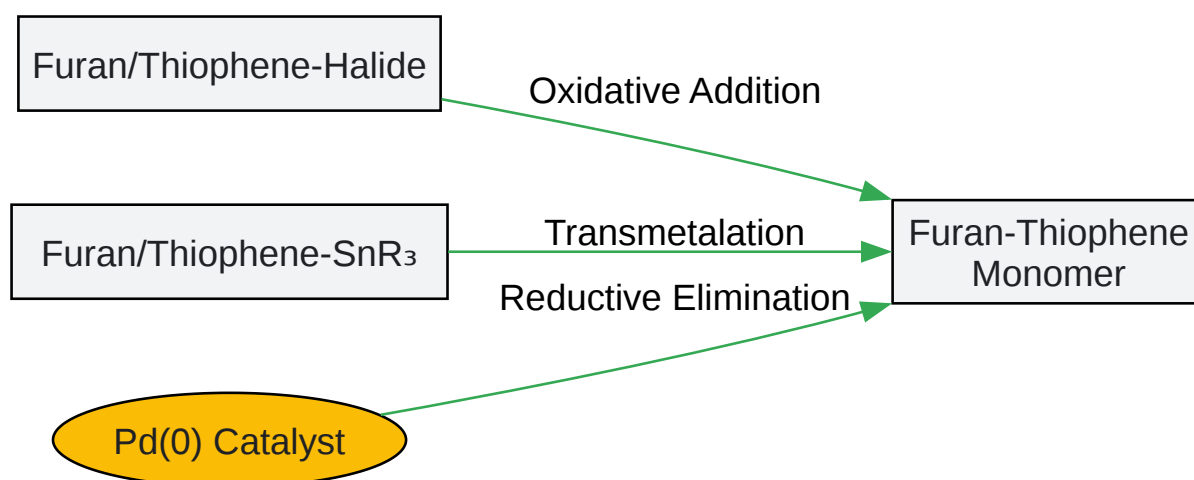 Furan/Thiophene-Halide
Oxidative Addition
Furan/Thiophene-SnR₃
Transmetalation
Furan-Thiophene
Monomer
Reductive Elimination
Pd(0) Catalyst